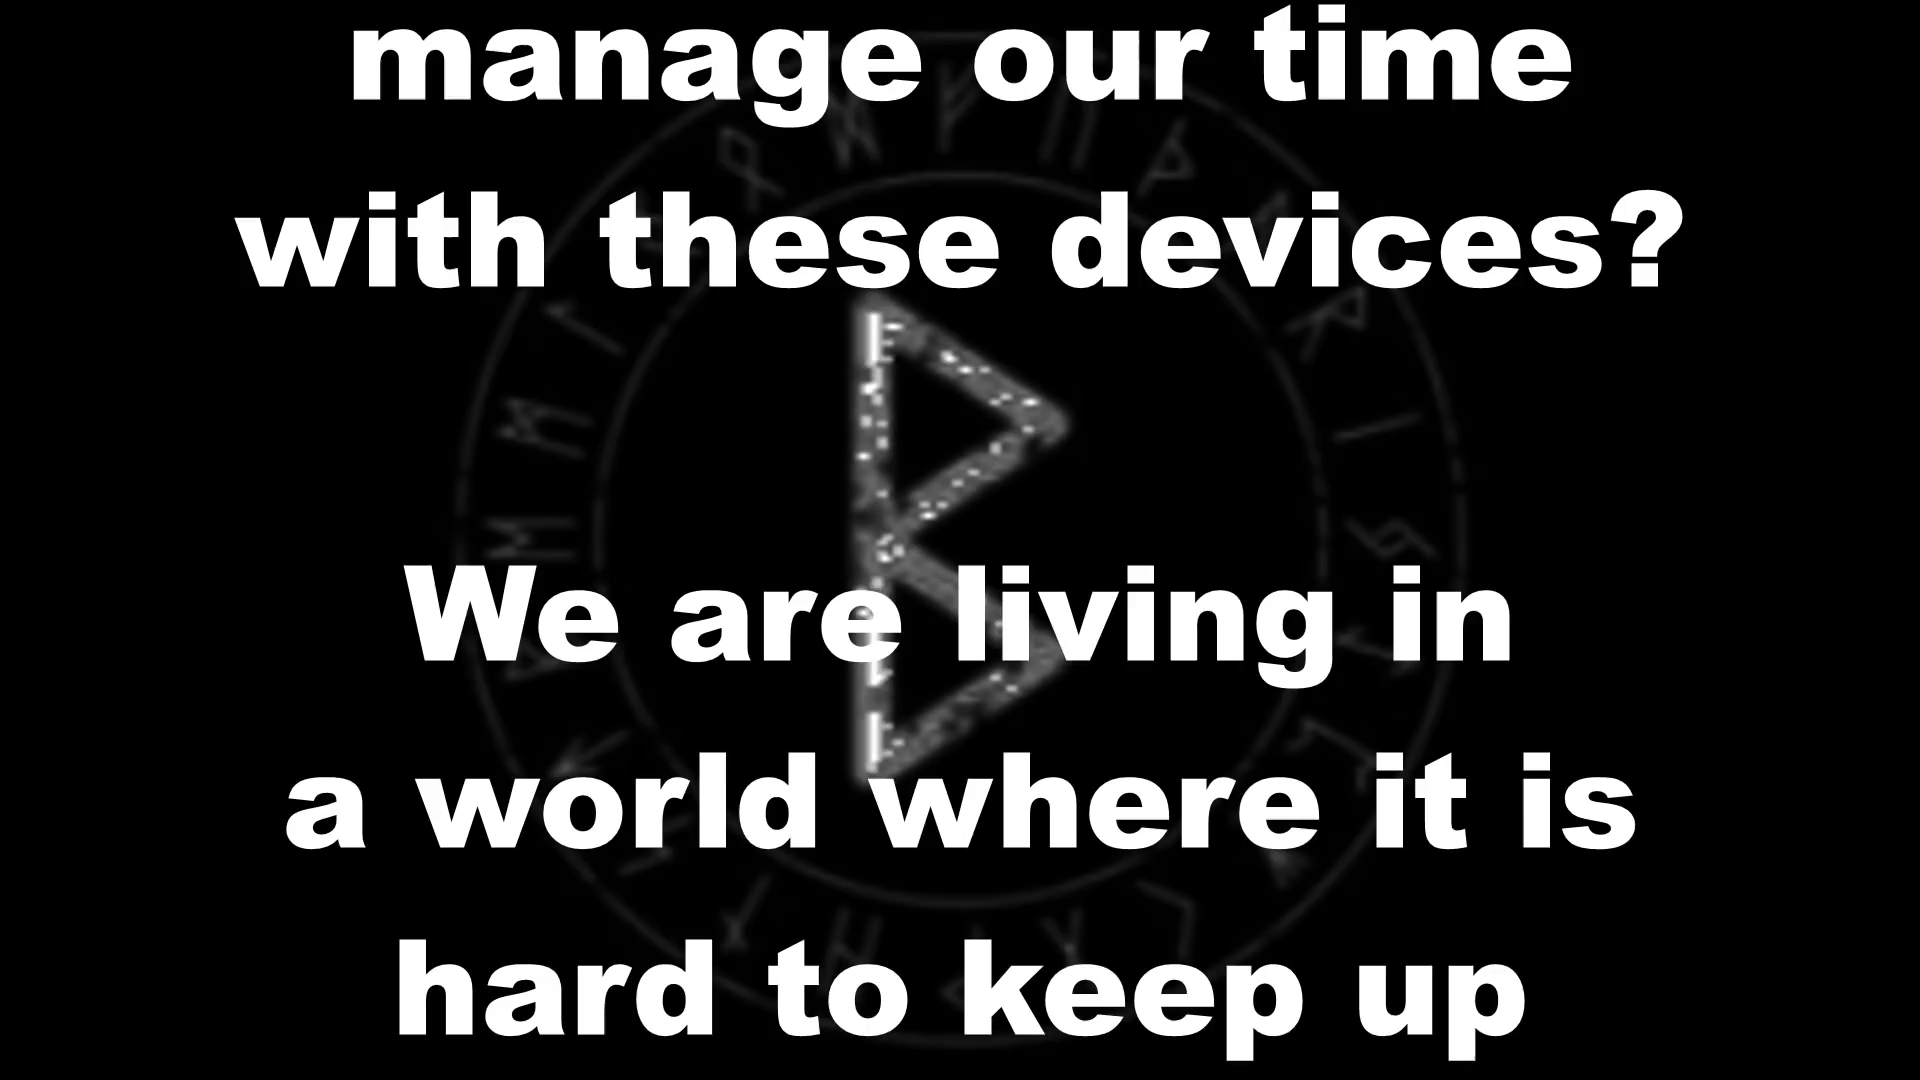 manage our time
with these devices?
We are living in
a world where it is
hard to keep up